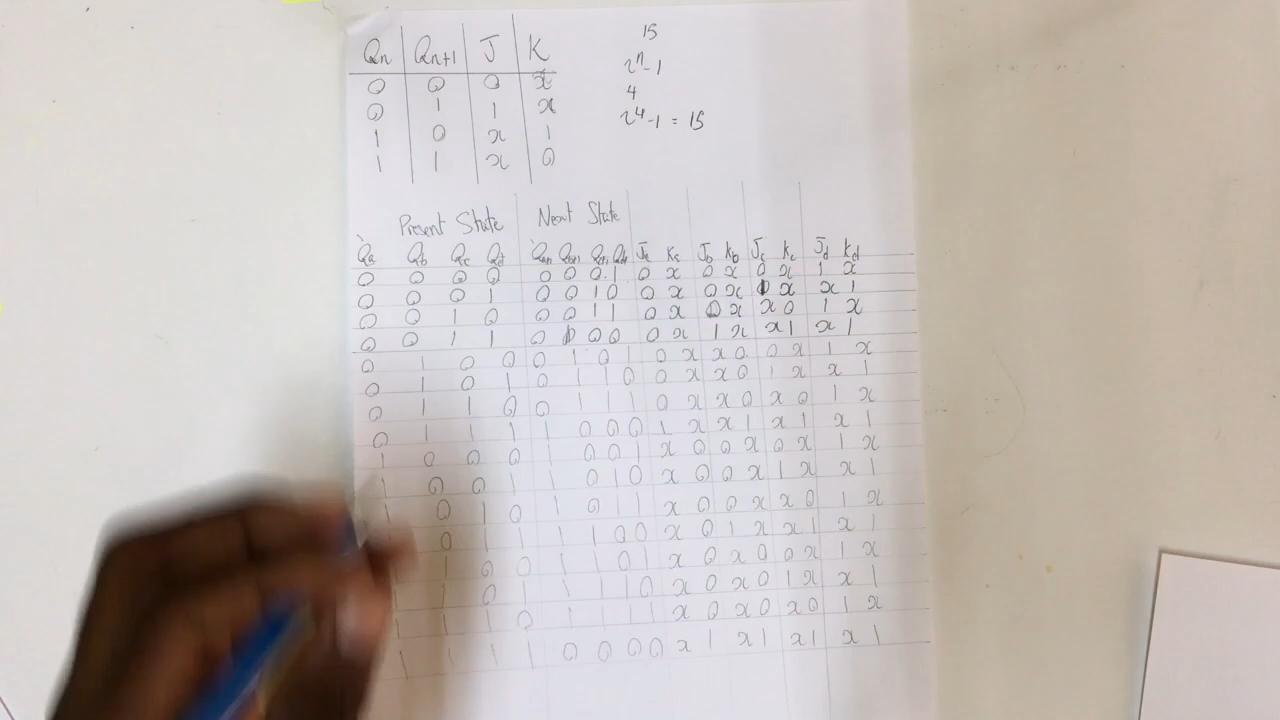 Qn Qn+1 J K
0 0 0 x
0 1 1 x
1 0 x 1
1 1 x 0
15
2^n-1
4
2^4-1 = 15
Present State Next State
Qa Qb Qc Qd Qan Qbn Qcn Qdn Ja Ka Jb Kb Jc Kc Jd Kd
0 0 0 0 0 0 0 1 0 x 0 x 0 x 1 x
0 0 0 1 0 0 1 0 0 x 0 x 1 x x 1
0 0 1 0 0 0 1 1 0 x 0 x x 0 1 x
0 0 1 1 0 1 0 0 0 x 1 x x 1 x 1
0 1 0 0 0 1 0 1 0 x x 0 0 x 1 x
0 1 0 1 0 1 1 0 0 x x 0 1 x x 1
0 1 1 0 0 1 1 1 0 x x 0 x 0 1 x
0 1 1 1 1 0 0 0 1 x x 1 x 1 x 1
1 0 0 0 1 0 0 1 x 0 0 x 0 x 1 x
1 0 0 1 1 0 1 0 x 0 0 x 1 x x 1
1 0 1 0 1 0 1 1 x 0 0 x x 0 1 x
0 1 1 1 1 0 0 x 0 1 x x 1 x 1
1 0 0 1 1 0 1 x 0 x 0 0 x 1 x
1 1 0 1 1 1 1 0 x 0 x 0 1 x x 1
1 1 1 0 1 1 1 1 x 0 x 0 x 0 1 x
1 1 1 1 0 0 0 0 x 1 x 1 x 1 x 1